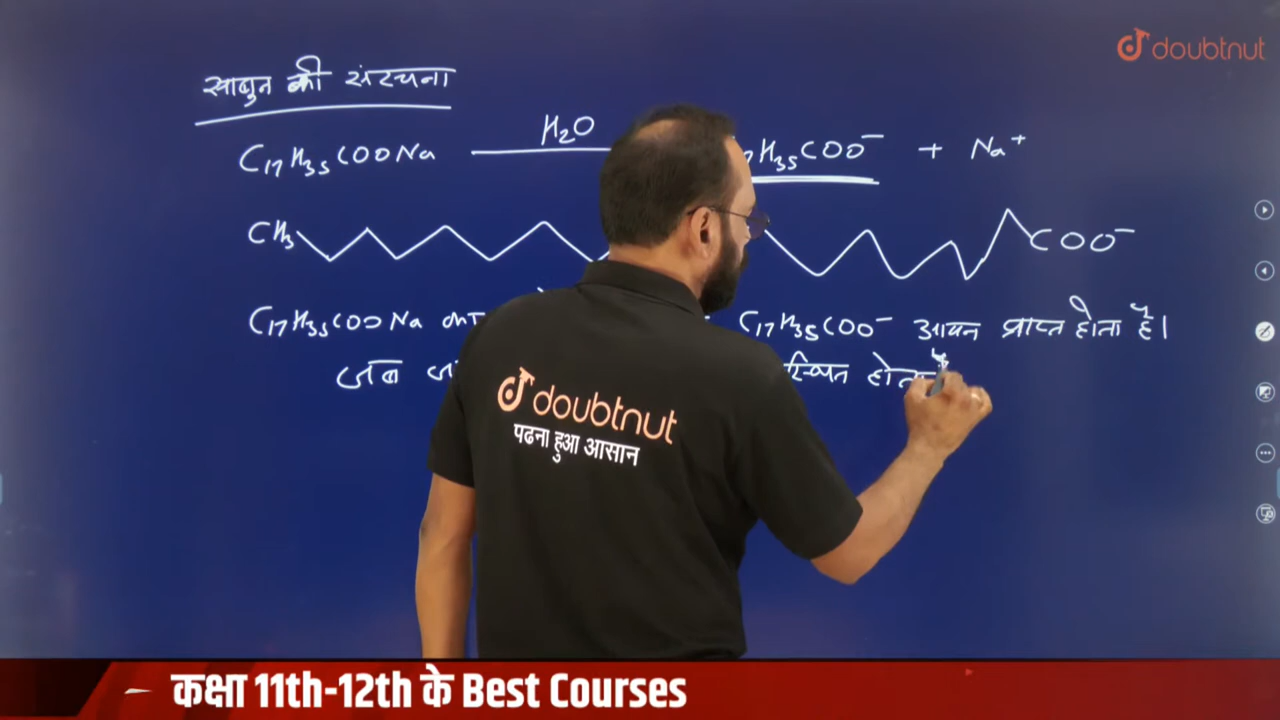 doubtnut
साबुन की संरचना
C₁₇H₃₅COONa H₂O H₃₅COO⁻ + Na⁺
CH₃ COO⁻
C₁₇H₃₅COONa का C₁₇H₃₅COO⁻ आयन प्राप्त होता है।
जब होता
doubtnut
पढना हुआ आसान
कक्षा 11th-12th के Best Courses